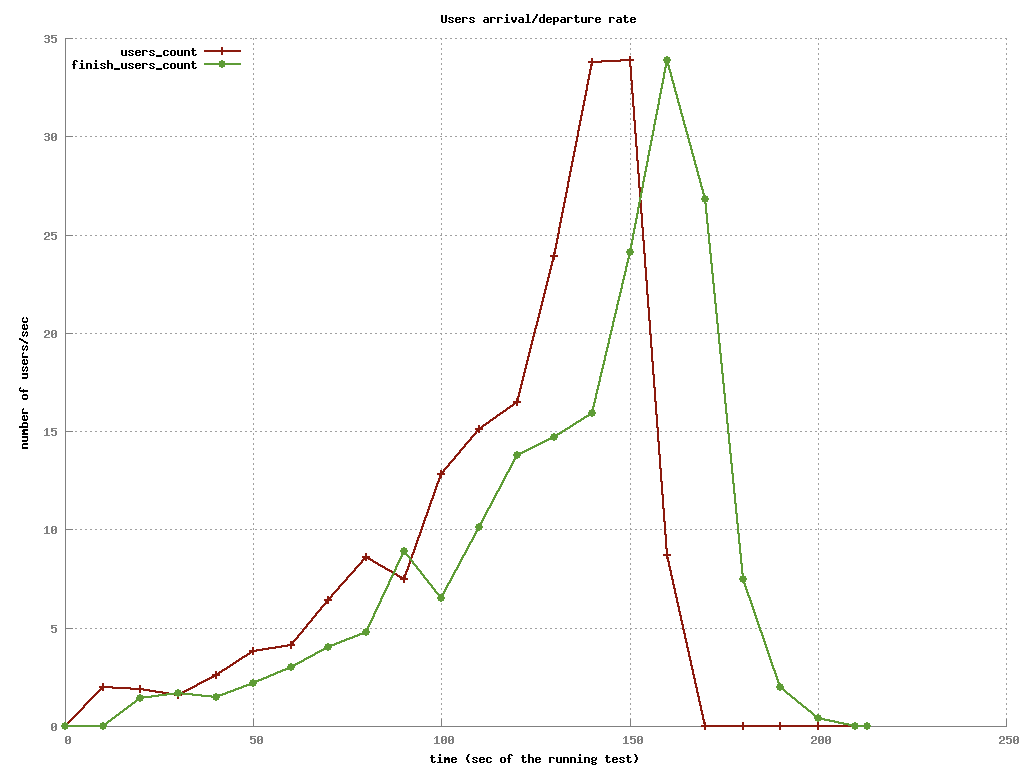 Users arrival/departure rate
users_count
finish_users_count
35
30
25
20
15
10
5
0
number of users/sec
0 50 100 150 200 250
time (sec of the running test)